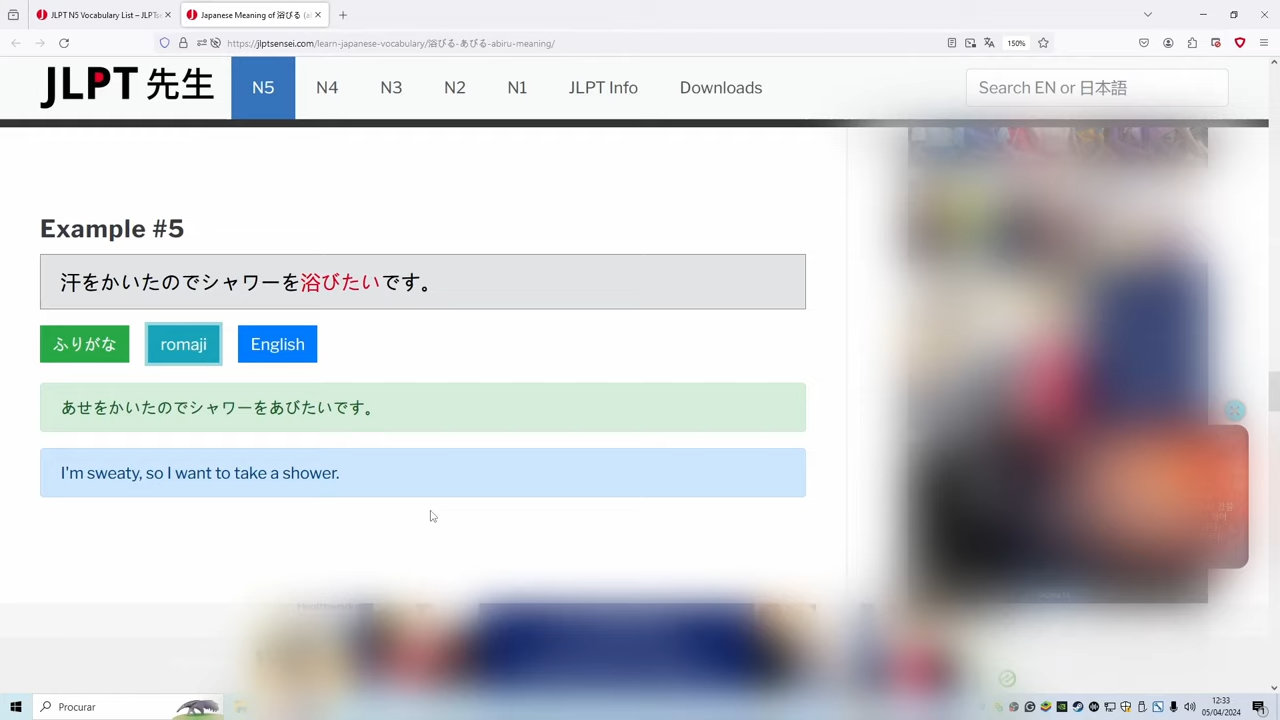 JLPT N5 Vocabulary List – JLPTs
Japanese Meaning of 浴びる (a
https://jlptsensei.com/learn-japanese-vocabulary/浴びる-あびる-abiru-meaning/
150%
JLPT 先生
N5
N4
N3
N2
N1
JLPT Info
Downloads
Search EN or 日本語
Example #5
汗をかいたのでシャワーを浴びたいです。
ふりがな
romaji
English
あせをかいたのでシャワーをあびたいです。
I'm sweaty, so I want to take a shower.
Procurar
12:33
05/04/2024